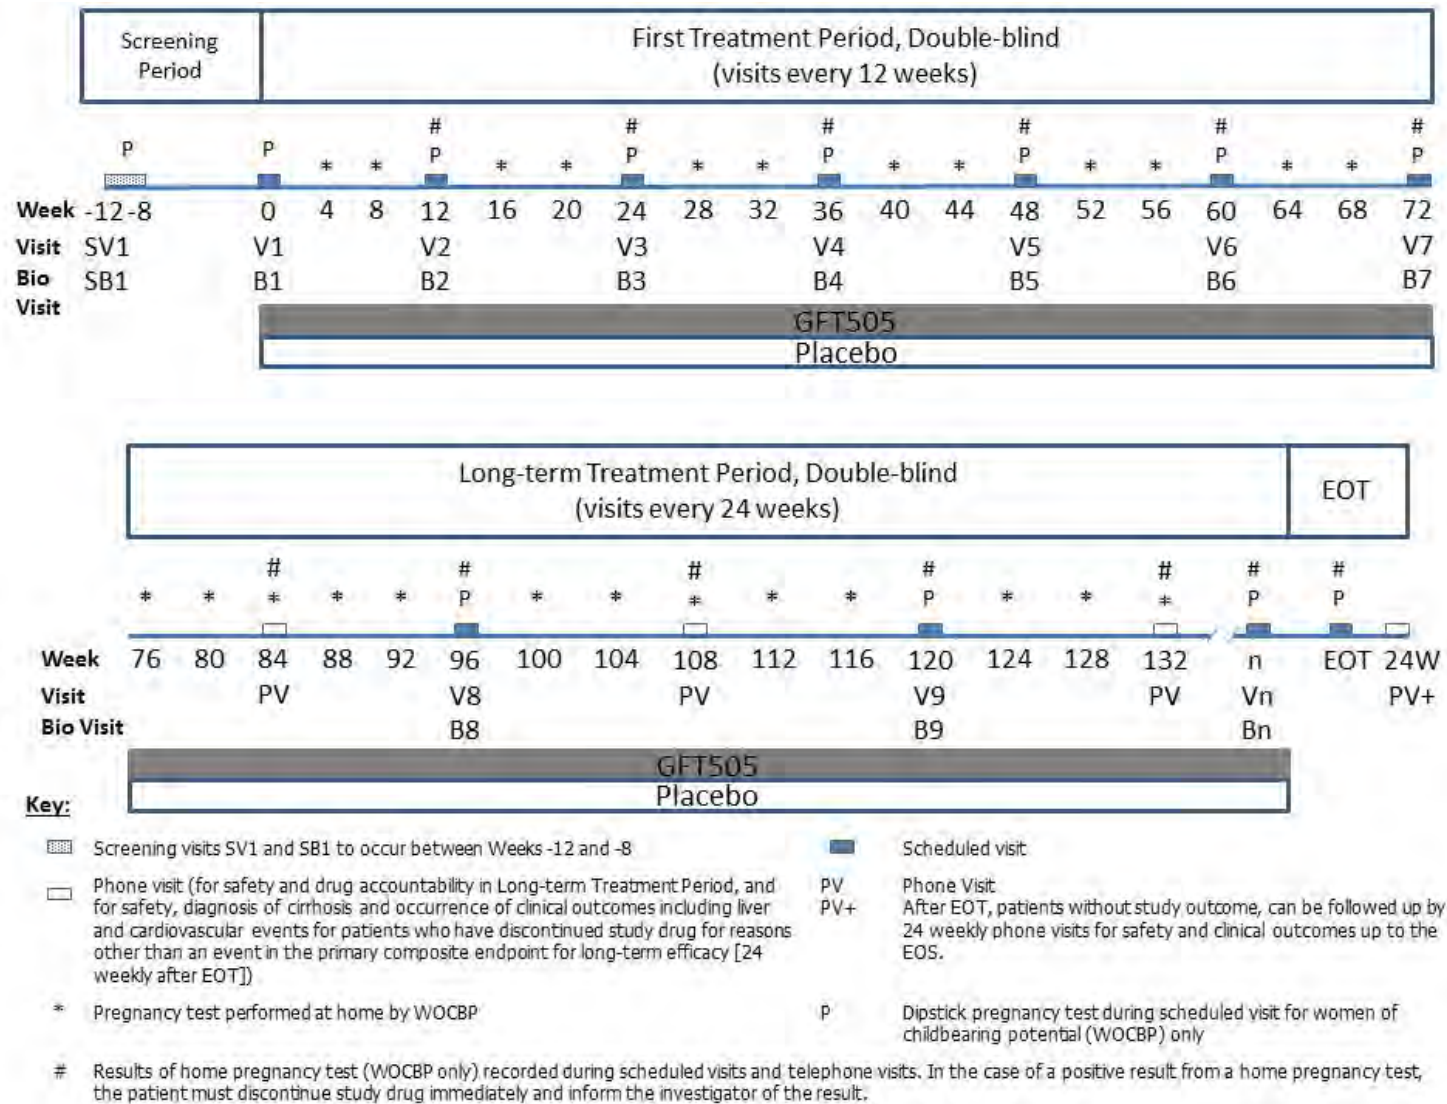 Screening
Period
First Treatment Period, Double-blind
(visits every 12 weeks)
# # # # # #
P P * * P * * P * * P * * P * * P * * P
Week -12 -8 0 4 8 12 16 20 24 28 32 36 40 44 48 52 56 60 64 68 72
Visit SV1 V1 V2 V3 V4 V5 V6 V7
Bio SB1 B1 B2 B3 B4 B5 B6 B7
Visit
GFT505
Placebo
Long-term Treatment Period, Double-blind
(visits every 24 weeks)
EOT
# # # # # # #
* * * * * P * * * * * P * * * P P
Week 76 80 84 88 92 96 100 104 108 112 116 120 124 128 132 n EOT 24W
Visit PV V8 PV V9 PV Vn PV+
Bio Visit B8 B9 Bn
GFT505
Placebo
Key:
Screening visits SV1 and SB1 to occur between Weeks -12 and -8
Scheduled visit
Phone visit (for safety and drug accountability in Long-term Treatment Period, and
for safety, diagnosis of cirrhosis and occurrence of clinical outcomes including liver
and cardiovascular events for patients who have discontinued study drug for reasons
other than an event in the primary composite endpoint for long-term efficacy [24
weekly after EOT])
PV Phone Visit
PV+ After EOT, patients without study outcome, can be followed up by
24 weekly phone visits for safety and clinical outcomes up to the
EOS.
* Pregnancy test performed at home by WOCBP
P Dipstick pregnancy test during scheduled visit for women of
childbearing potential (WOCBP) only
# Results of home pregnancy test (WOCBP only) recorded during scheduled visits and telephone visits. In the case of a positive result from a home pregnancy test,
the patient must discontinue study drug immediately and inform the investigator of the result.